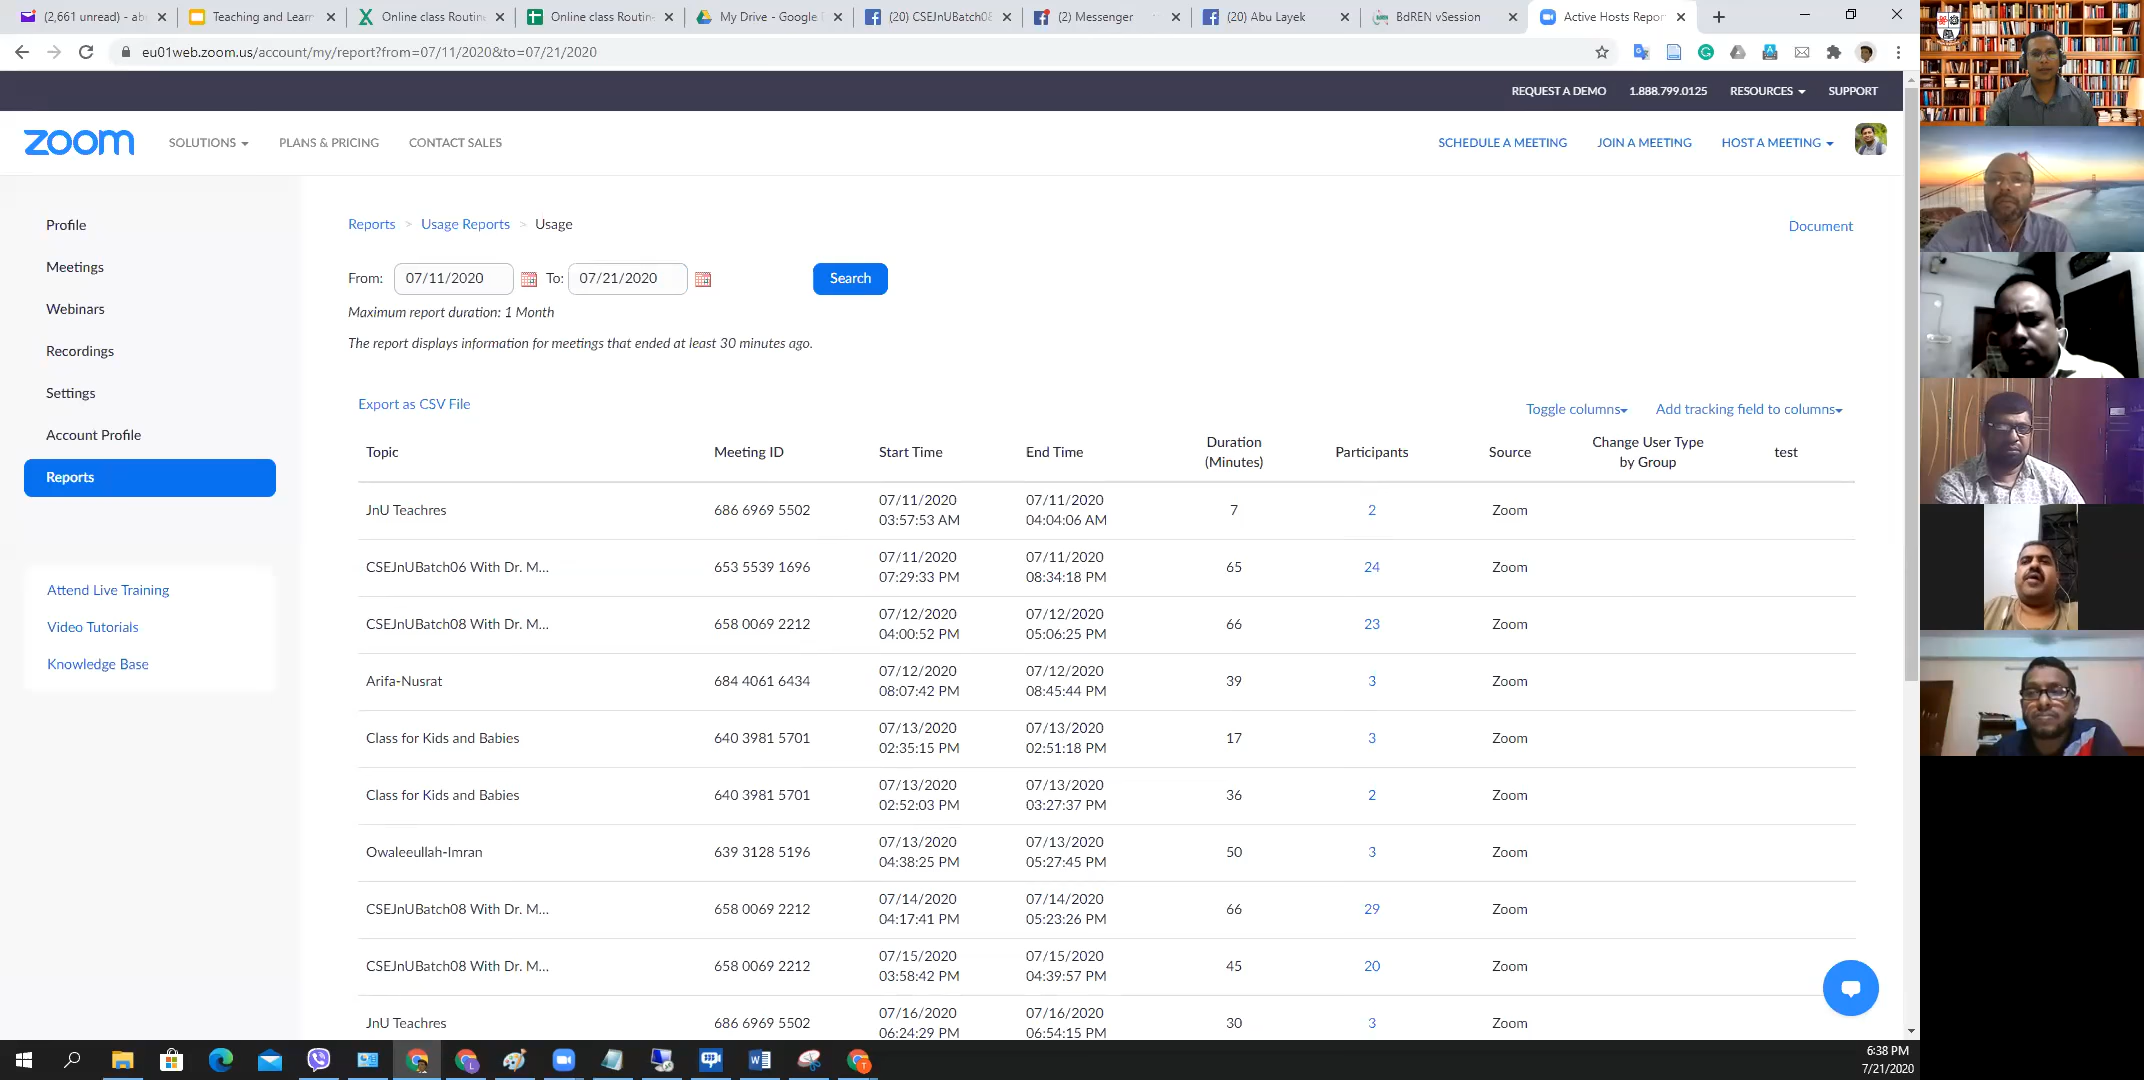 (2,661 unread) - ab
Teaching and Learn
Online class Routine
Online class Routin
My Drive - Google
(20) CSEJnUBatch08
(2) Messenger
(20) Abu Layek
BdREN vSession
Active Hosts Repor
eu01web.zoom.us/account/my/report?from=07/11/2020&to=07/21/2020
REQUEST A DEMO 1.888.799.0125 RESOURCES SUPPORT
zoom SOLUTIONS PLANS & PRICING CONTACT SALES SCHEDULE A MEETING JOIN A MEETING HOST A MEETING
Profile
Meetings
Webinars
Recordings
Settings
Account Profile
Reports
Attend Live Training
Video Tutorials
Knowledge Base
Reports > Usage Reports > Usage
Document
From: 07/11/2020 To: 07/21/2020 Search
Maximum report duration: 1 Month
The report displays information for meetings that ended at least 30 minutes ago.
Export as CSV File
Toggle columns Add tracking field to columns
Topic Meeting ID Start Time End Time Duration (Minutes) Participants Source Change User Type by Group test
JnU Teachres 686 6969 5502 07/11/2020 03:57:53 AM 07/11/2020 04:04:06 AM 7 2 Zoom
CSEJnUBatch06 With Dr. M... 653 5539 1696 07/11/2020 07:29:33 PM 07/11/2020 08:34:18 PM 65 24 Zoom
CSEJnUBatch08 With Dr. M... 658 0069 2212 07/12/2020 04:00:52 PM 07/12/2020 05:06:25 PM 66 23 Zoom
Arifa-Nusrat 684 4061 6434 07/12/2020 08:07:42 PM 07/12/2020 08:45:44 PM 39 3 Zoom
Class for Kids and Babies 640 3981 5701 07/13/2020 02:35:15 PM 07/13/2020 02:51:18 PM 17 3 Zoom
Class for Kids and Babies 640 3981 5701 07/13/2020 02:52:03 PM 07/13/2020 03:27:37 PM 36 2 Zoom
Owaleeullah-Imran 639 3128 5196 07/13/2020 04:38:25 PM 07/13/2020 05:27:45 PM 50 3 Zoom
CSEJnUBatch08 With Dr. M... 658 0069 2212 07/14/2020 04:17:41 PM 07/14/2020 05:23:26 PM 66 29 Zoom
CSEJnUBatch08 With Dr. M... 658 0069 2212 07/15/2020 03:58:42 PM 07/15/2020 04:39:57 PM 45 20 Zoom
JnU Teachres 686 6969 5502 07/16/2020 06:24:29 PM 07/16/2020 06:54:15 PM 30 3 Zoom
6:38 PM
7/21/2020